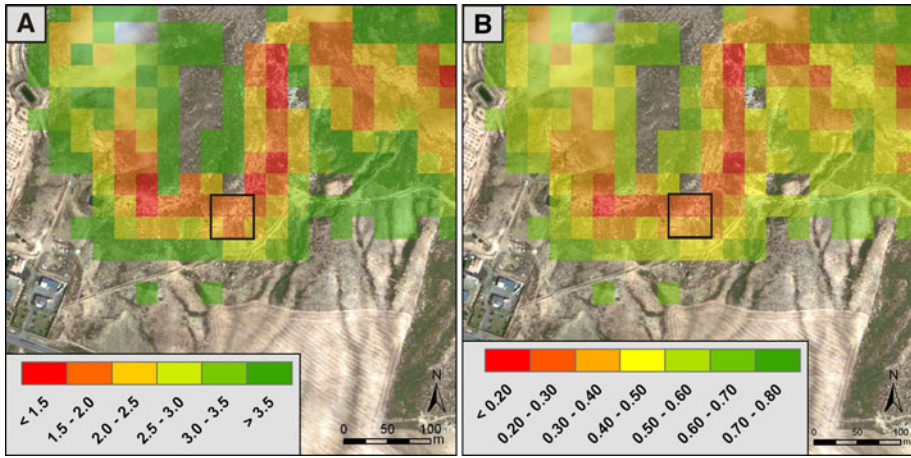 A
< 1.5
1.5 - 2.0
2.0 - 2.5
2.5 - 3.0
3.0 - 3.5
> 3.5
N
0 50 100
m
B
< 0.20
0.20 - 0.30
0.30 - 0.40
0.40 - 0.50
0.50 - 0.60
0.60 - 0.70
0.70 - 0.80
N
0 50 100
m